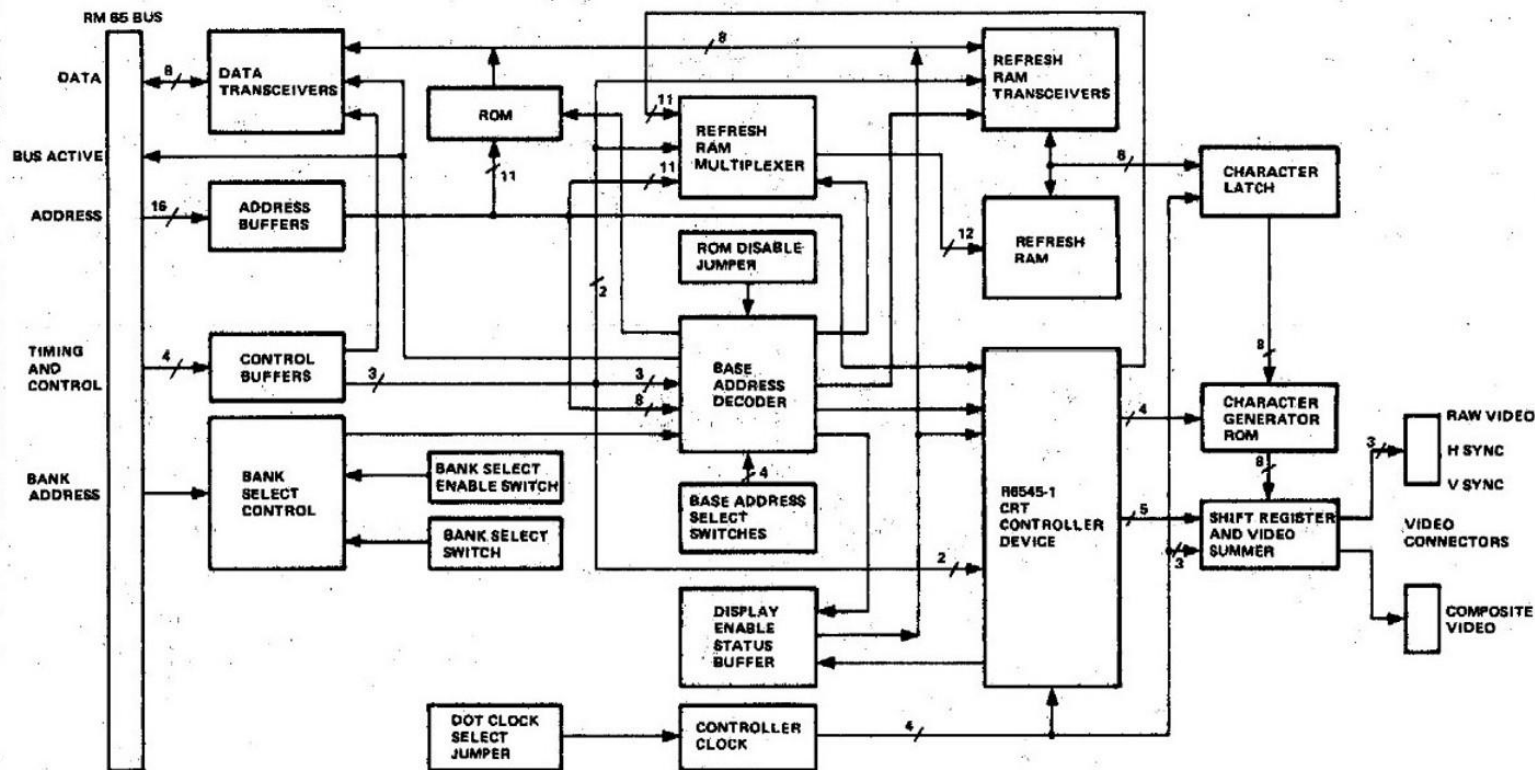 RM 65 BUS
DATA
8
DATA
TRANSCEIVERS
8
ROM
11
11
REFRESH
RAM
MULTIPLEXER
11
REFRESH
RAM
TRANSCEIVERS
8
CHARACTER
LATCH
BUS ACTIVE
ADDRESS
16
ADDRESS
BUFFERS
ROM DISABLE
JUMPER
12
REFRESH
RAM
2
TIMING
AND
CONTROL
4
CONTROL
BUFFERS
3
3
8
BASE
ADDRESS
DECODER
8
4
CHARACTER
GENERATOR
ROM
8
3
RAW VIDEO
H SYNC
V SYNC
BANK
ADDRESS
BANK
SELECT
CONTROL
BANK SELECT
ENABLE SWITCH
BANK SELECT
SWITCH
4
BASE ADDRESS
SELECT
SWITCHES
2
R6545-1
CRT
CONTROLLER
DEVICE
5
SHIFT REGISTER
AND VIDEO
SUMMER
3
VIDEO
CONNECTORS
DISPLAY
ENABLE
STATUS
BUFFER
COMPOSITE
VIDEO
DOT CLOCK
SELECT
JUMPER
CONTROLLER
CLOCK
4